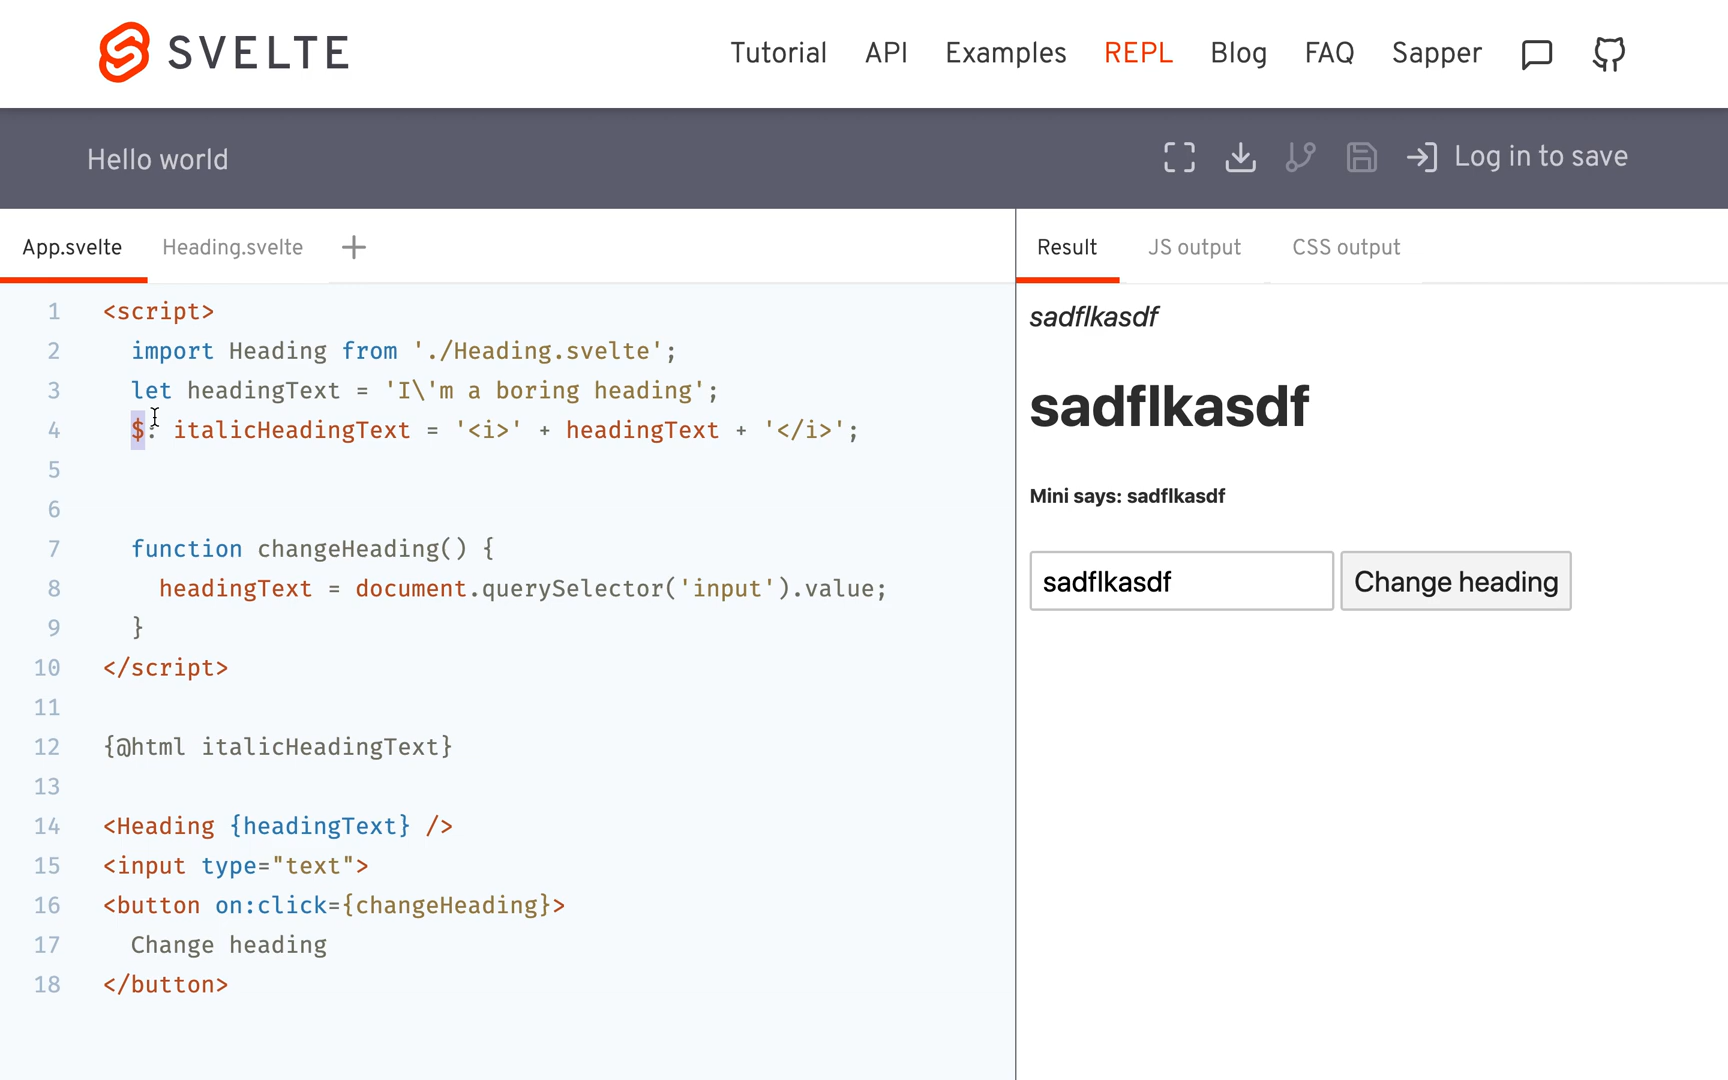 SVELTE
Tutorial API Examples REPL Blog FAQ Sapper
Hello world
Log in to save
App.svelte Heading.svelte +
Result JS output CSS output
1 <script>
2 import Heading from './Heading.svelte';
3 let headingText = 'I\'m a boring heading';
4 $: italicHeadingText = '<i>' + headingText + '</i>';
5
6
7 function changeHeading() {
8 headingText = document.querySelector('input').value;
9 }
10 </script>
11
12 {@html italicHeadingText}
13
14 <Heading {headingText} />
15 <input type="text">
16 <button on:click={changeHeading}>
17 Change heading
18 </button>
sadflkasdf
sadflkasdf
Mini says: sadflkasdf
sadflkasdf Change heading